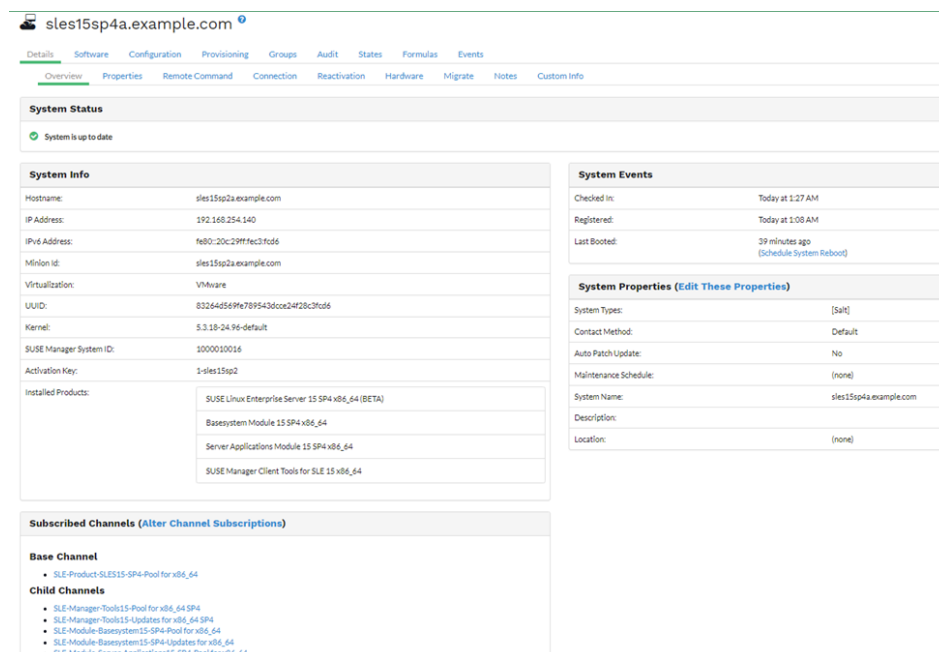 sles15sp4a.example.com ?
Details Software Configuration Provisioning Groups Audit States Formulas Events
Overview Properties Remote Command Connection Reactivation Hardware Migrate Notes Custom Info
System Status
System is up to date
System Info
Hostname: sles15sp2a.example.com
IP Address: 192.168.254.140
IPv6 Address: fe80::20c:29ff:fec3:fcd6
Minion Id: sles15sp2a.example.com
Virtualization: VMware
UUID: 83264d569fe789543dcce24f28c3fcd6
Kernel: 5.3.18-24.96-default
SUSE Manager System ID: 1000010016
Activation Key: 1-sles15sp2
Installed Products:
SUSE Linux Enterprise Server 15 SP4 x86_64 (BETA)
Basesystem Module 15 SP4 x86_64
Server Applications Module 15 SP4 x86_64
SUSE Manager Client Tools for SLE 15 x86_64
System Events
Checked In: Today at 1:27 AM
Registered: Today at 1:08 AM
Last Booted: 39 minutes ago
(Schedule System Reboot)
System Properties (Edit These Properties)
System Types: [Salt]
Contact Method: Default
Auto Patch Update: No
Maintenance Schedule: (none)
System Name: sles15sp4a.example.com
Description:
Location: (none)
Subscribed Channels (Alter Channel Subscriptions)
Base Channel
SLE-Product-SLES15-SP4-Pool for x86_64
Child Channels
SLE-Manager-Tools15-Pool for x86_64 SP4
SLE-Manager-Tools15-Updates for x86_64 SP4
SLE-Module-Basesystem15-SP4-Pool for x86_64
SLE-Module-Basesystem15-SP4-Updates for x86_64
SLE-Module-Server-Applications15-SP4-Pool for x86_64